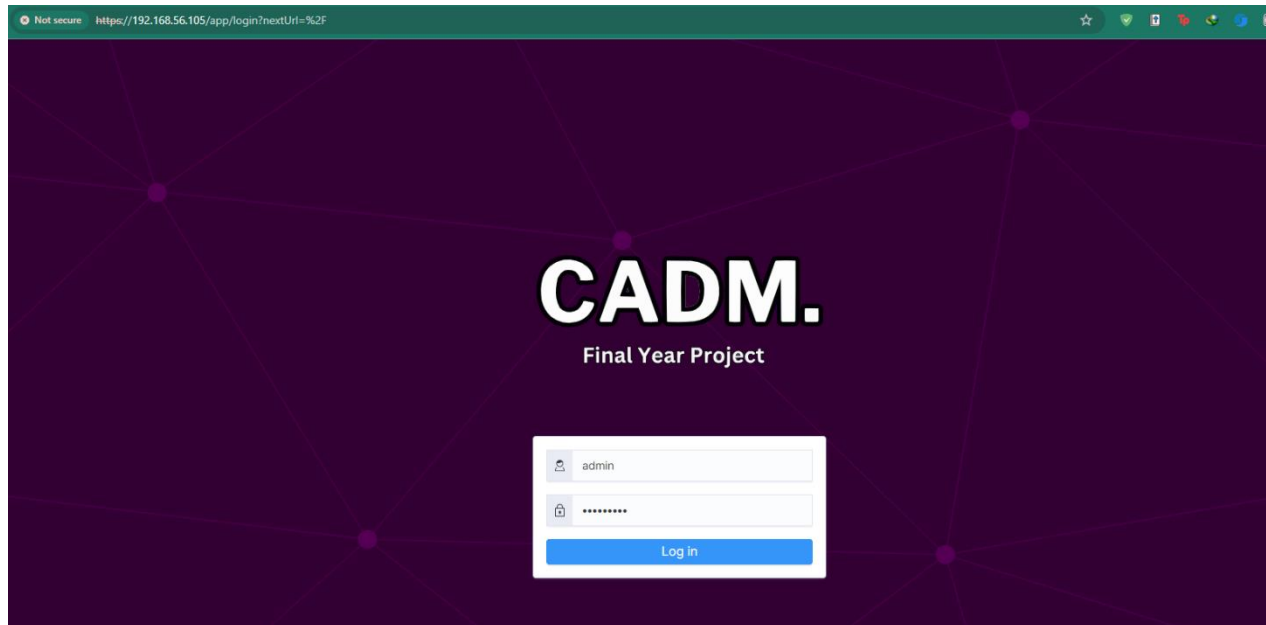 Not secure https://192.168.56.105/app/login?nextUrl=%2F
CADM.
Final Year Project
admin
•••••••••
Log in